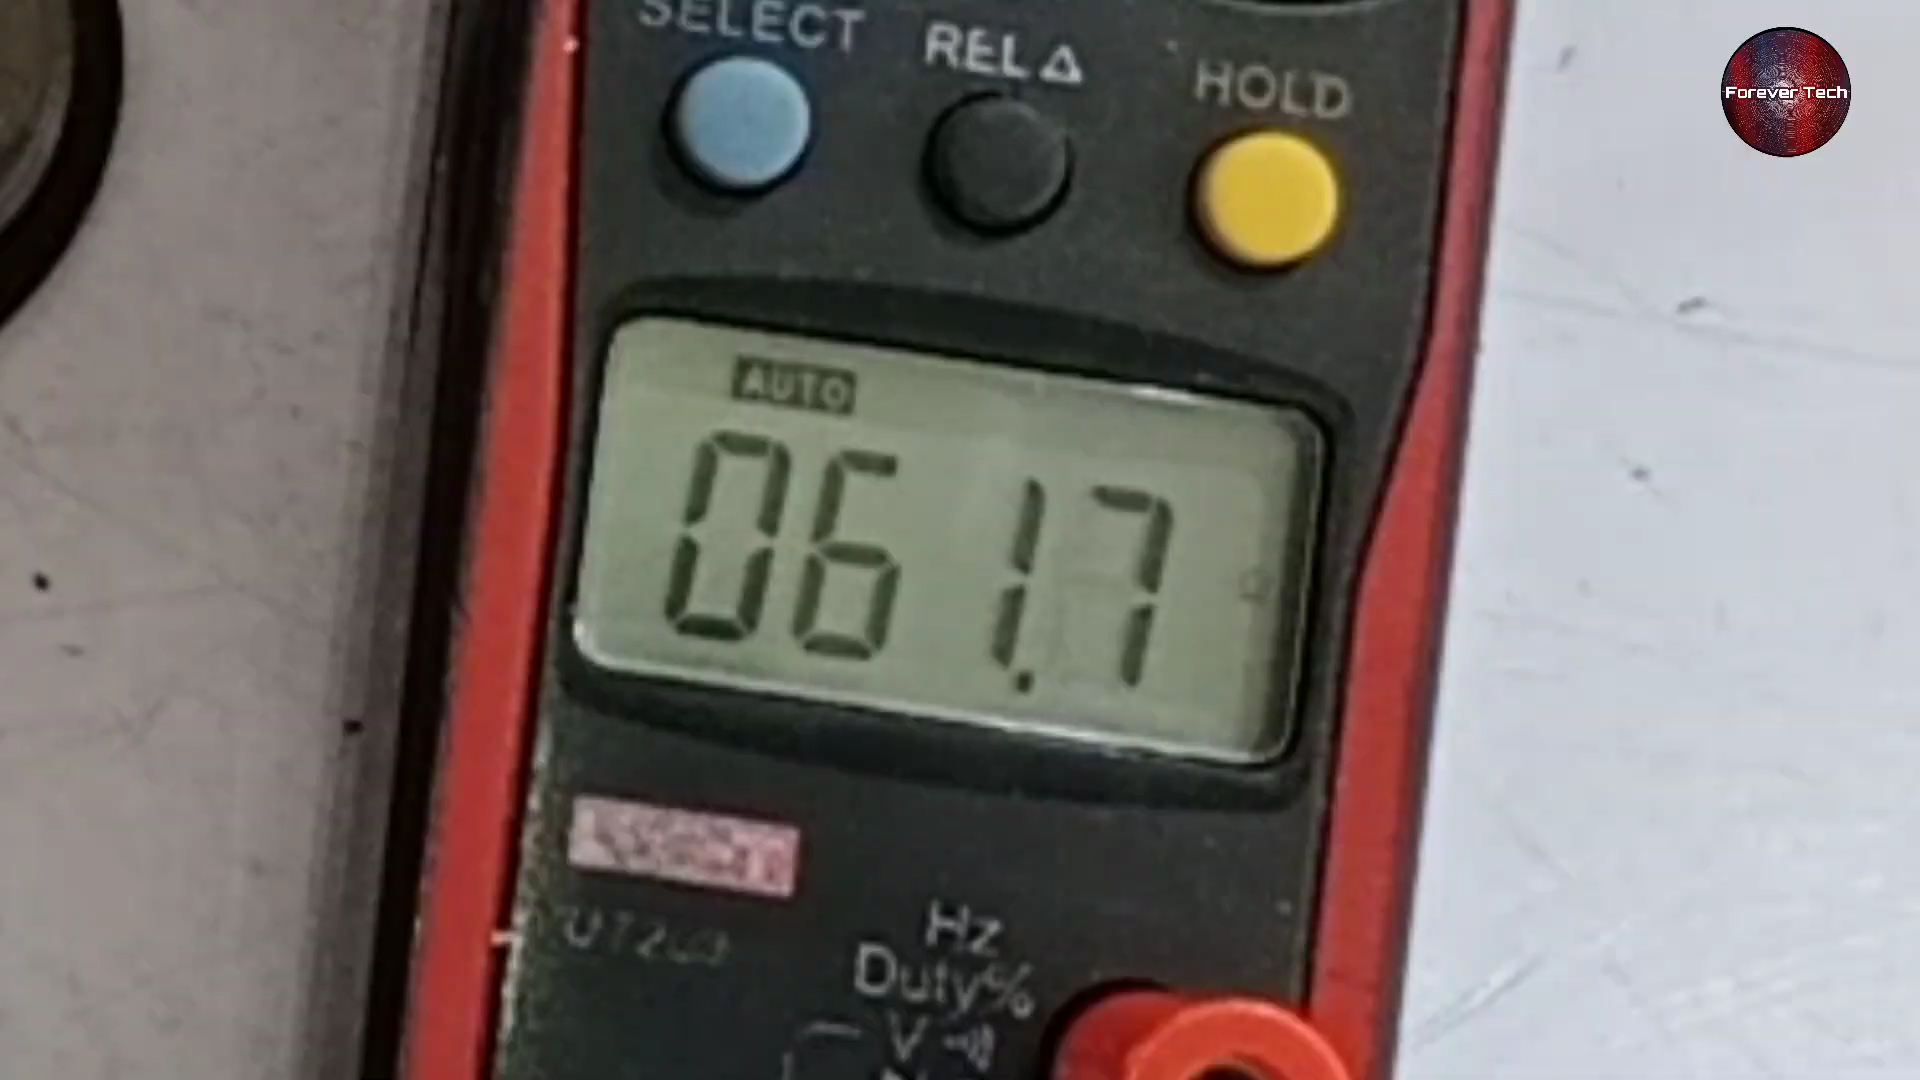 SELECT REL△ HOLD
Forever Tech
AUTO
061.7
Ω
Hz
Duty%
V